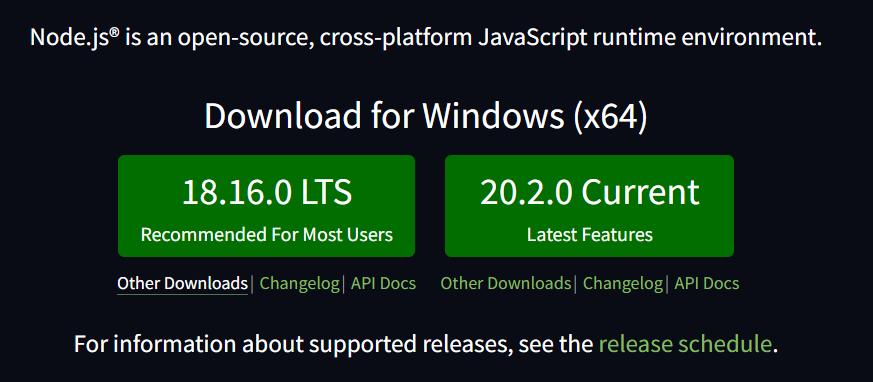 Node.js® is an open-source, cross-platform JavaScript runtime environment.
Download for Windows (x64)
18.16.0 LTS
Recommended For Most Users
20.2.0 Current
Latest Features
Other Downloads| Changelog| API Docs
Other Downloads| Changelog| API Docs
For information about supported releases, see the release schedule.